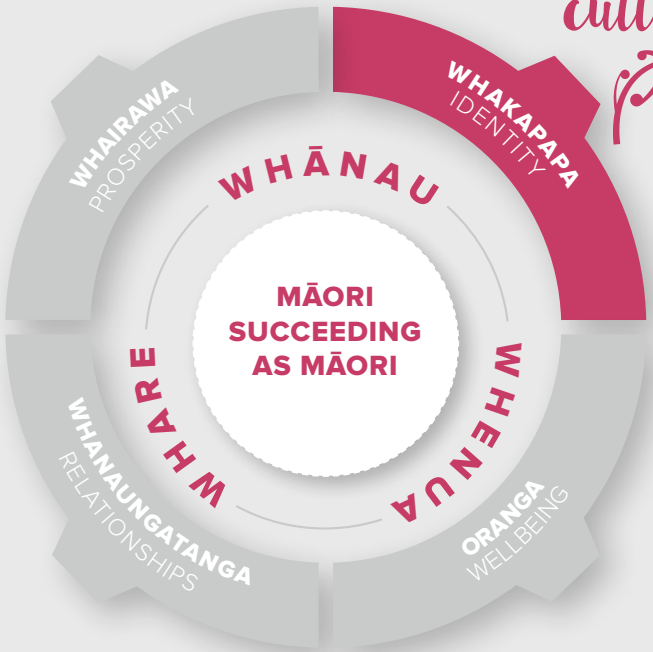 WHAIRAWA
PROSPERITY
WHAKAPAPA
IDENTITY
WHĀNAU
MĀORI
SUCCEEDING
AS MĀORI
WHARE
WHENUA
WHANAUNGATANGA
RELATIONSHIPS
ORANGA
WELLBEING